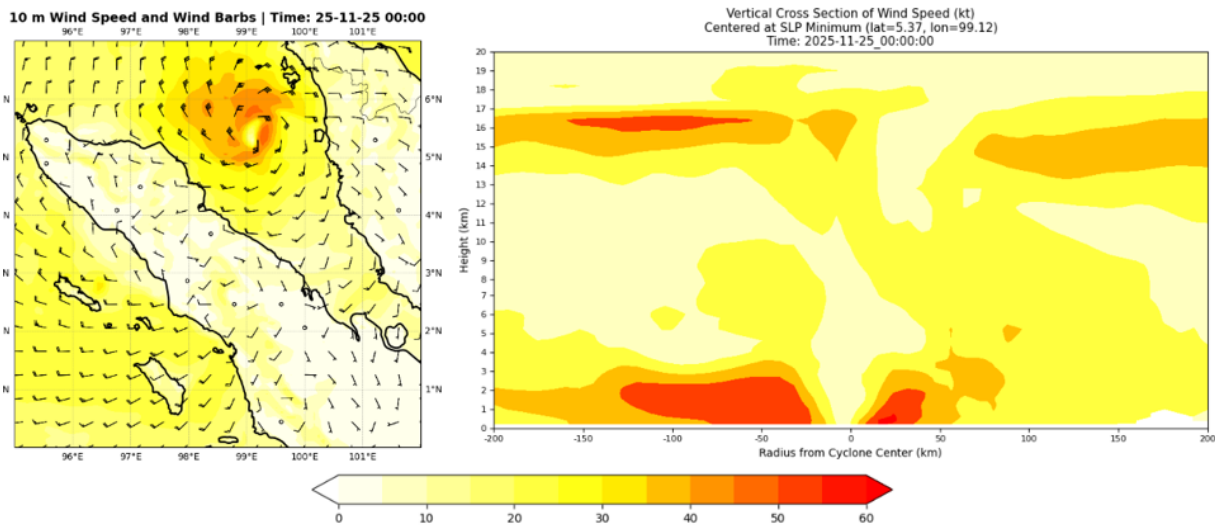 10 m Wind Speed and Wind Barbs | Time: 25-11-25 00:00
96°E 97°E 98°E 99°E 100°E 101°E
N 6°N
N 5°N
N 4°N
N 3°N
N 2°N
N 1°N
96°E 97°E 98°E 99°E 100°E 101°E
Vertical Cross Section of Wind Speed (kt)
Centered at SLP Minimum (lat=5.37, lon=99.12)
Time: 2025-11-25_00:00:00
Height (km)
20
19
18
17
16
15
14
13
12
11
10
9
8
7
6
5
4
3
2
1
0
-200 -150 -100 -50 0 50 100 150 200
Radius from Cyclone Center (km)
0 10 20 30 40 50 60